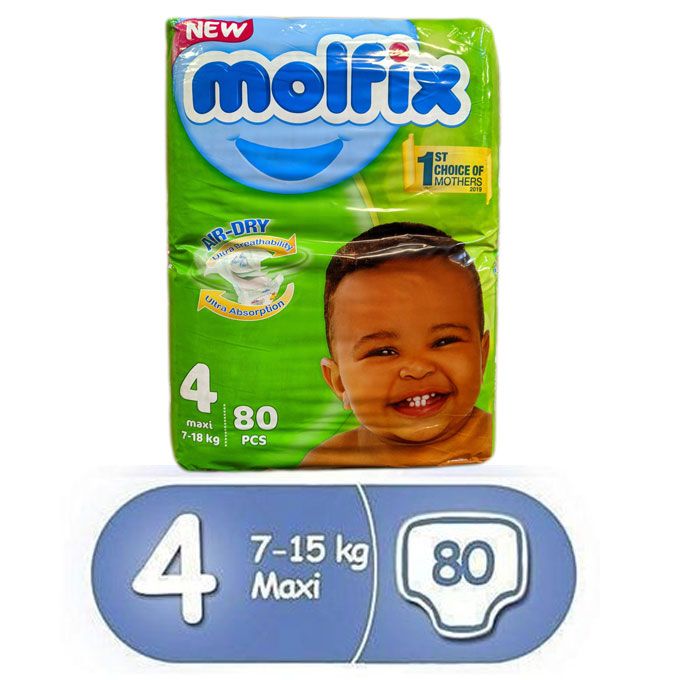 NEW
molfix
1ST
CHOICE OF
MOTHERS
2019
AIR-DRY
Ultra Breathability
Ultra Absorption
4
maxi
7-18 kg
80
PCS
4
7-15 kg
Maxi
80